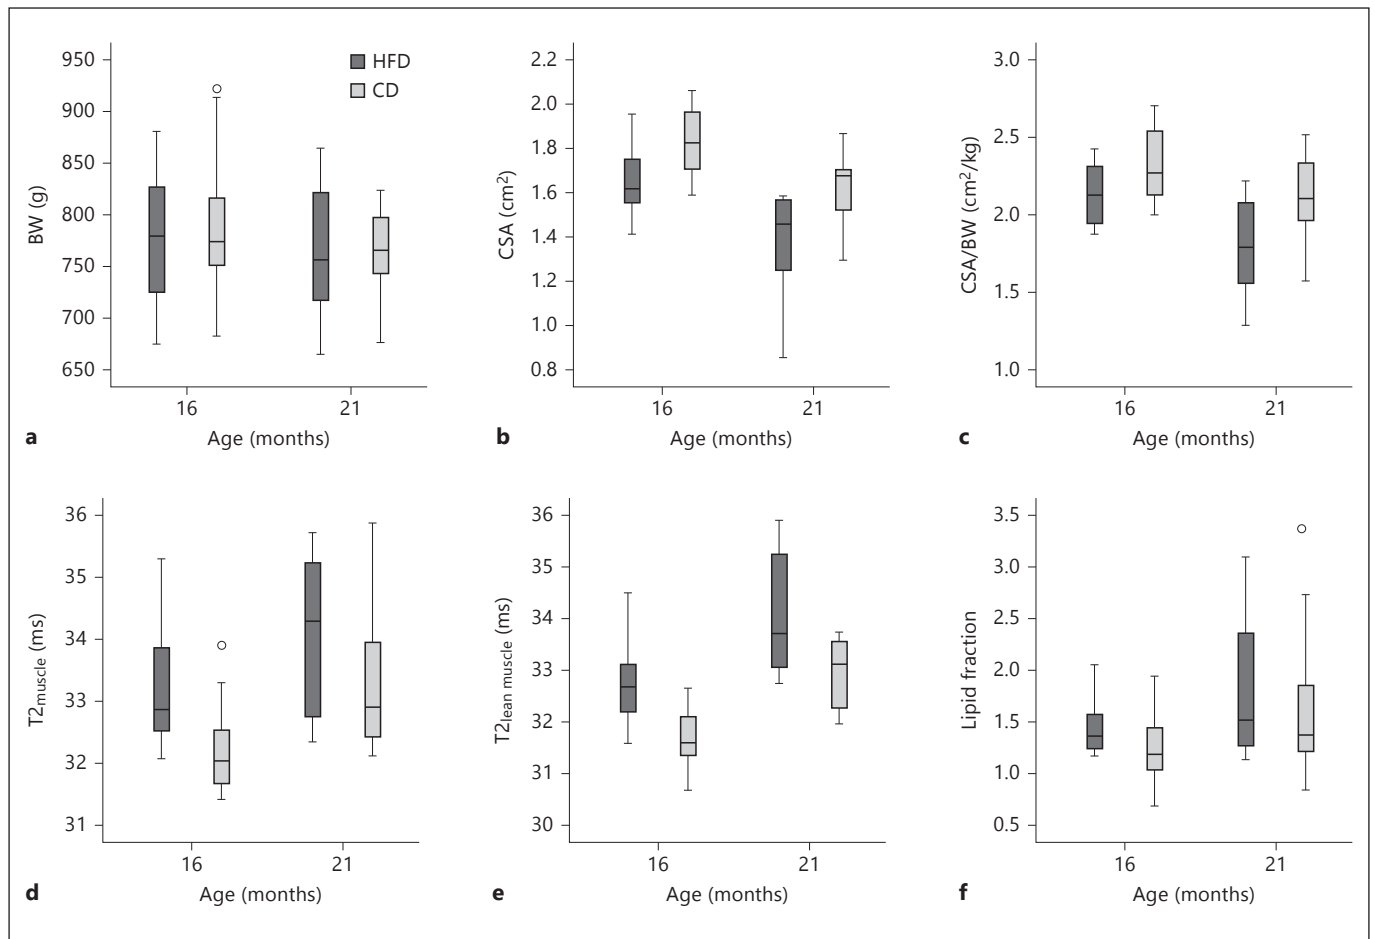 950
900
850
800
750
700
650
BW (g)
HFD
CD
16
21
Age (months)
a
2.2
2.0
1.8
1.6
1.4
1.2
1.0
0.8
CSA (cm²)
16
21
Age (months)
b
3.0
2.5
2.0
1.5
1.0
CSA/BW (cm²/kg)
16
21
Age (months)
c
36
35
34
33
32
31
T2muscle (ms)
16
21
Age (months)
d
36
35
34
33
32
31
30
T2lean muscle (ms)
16
21
Age (months)
e
3.5
3.0
2.5
2.0
1.5
1.0
0.5
Lipid fraction
16
21
Age (months)
f